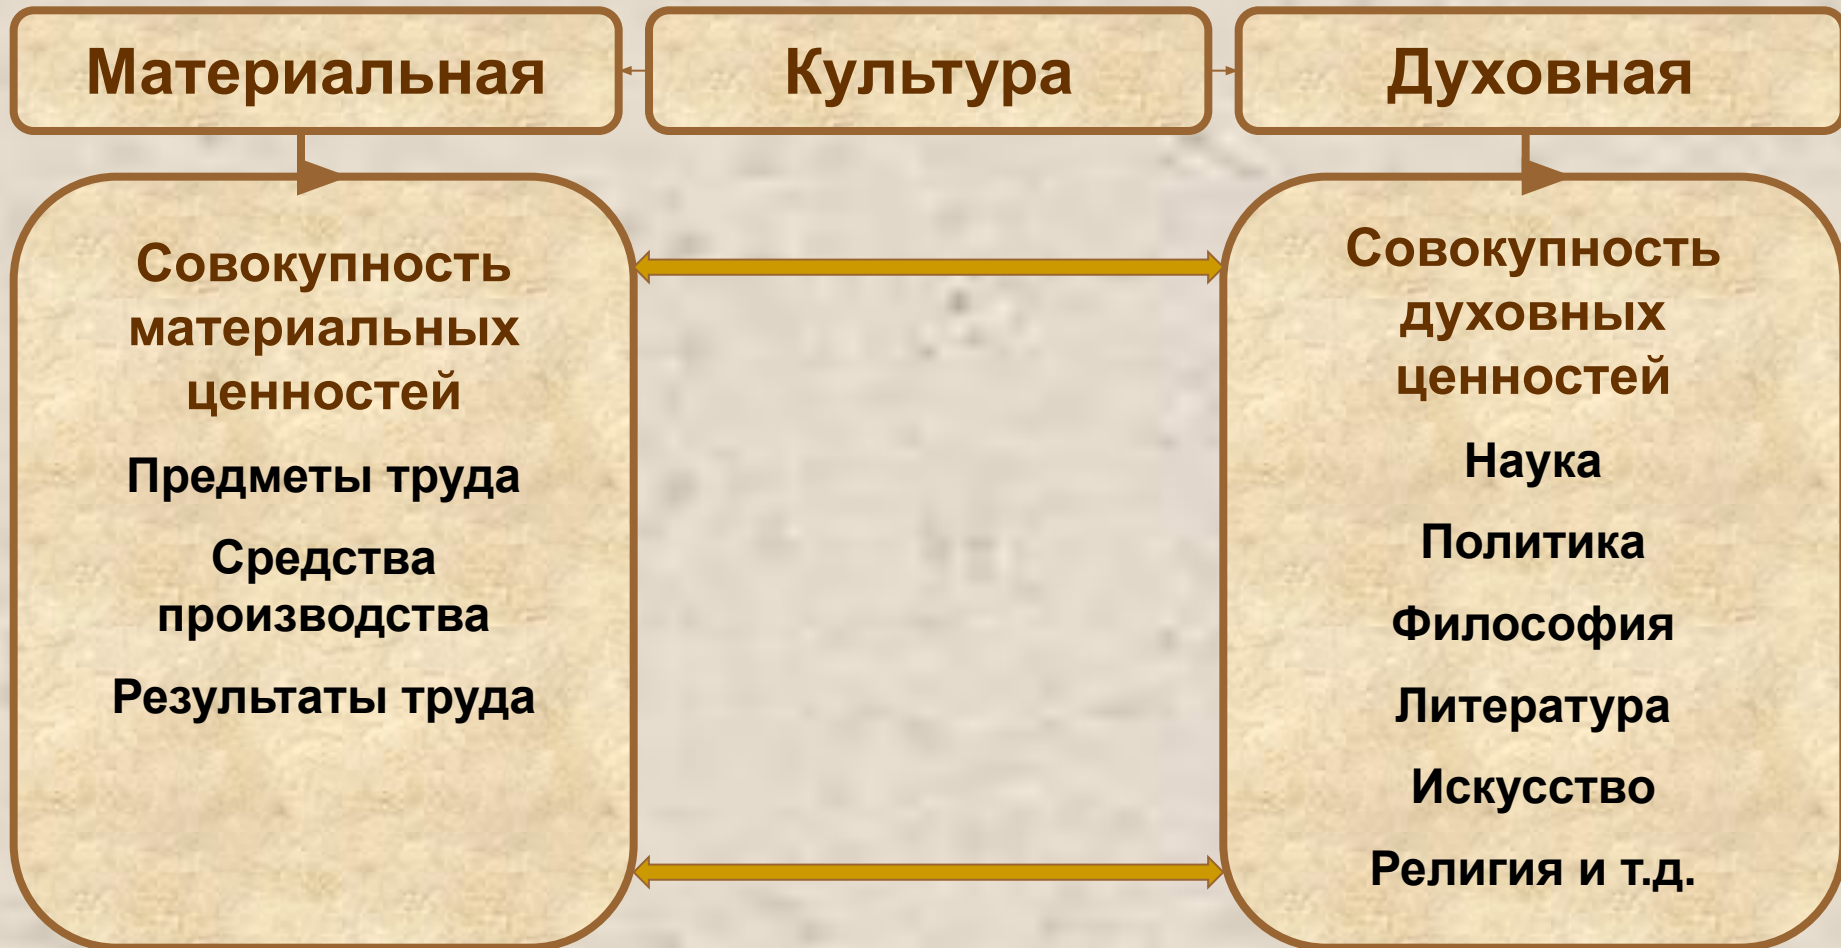 Материальная
Культура
Духовная
Совокупность
материальных
ценностей
Предметы труда
Средства
производства
Результаты труда
Совокупность
духовных
ценностей
Наука
Политика
Философия
Литература
Искусство
Религия и т.д.